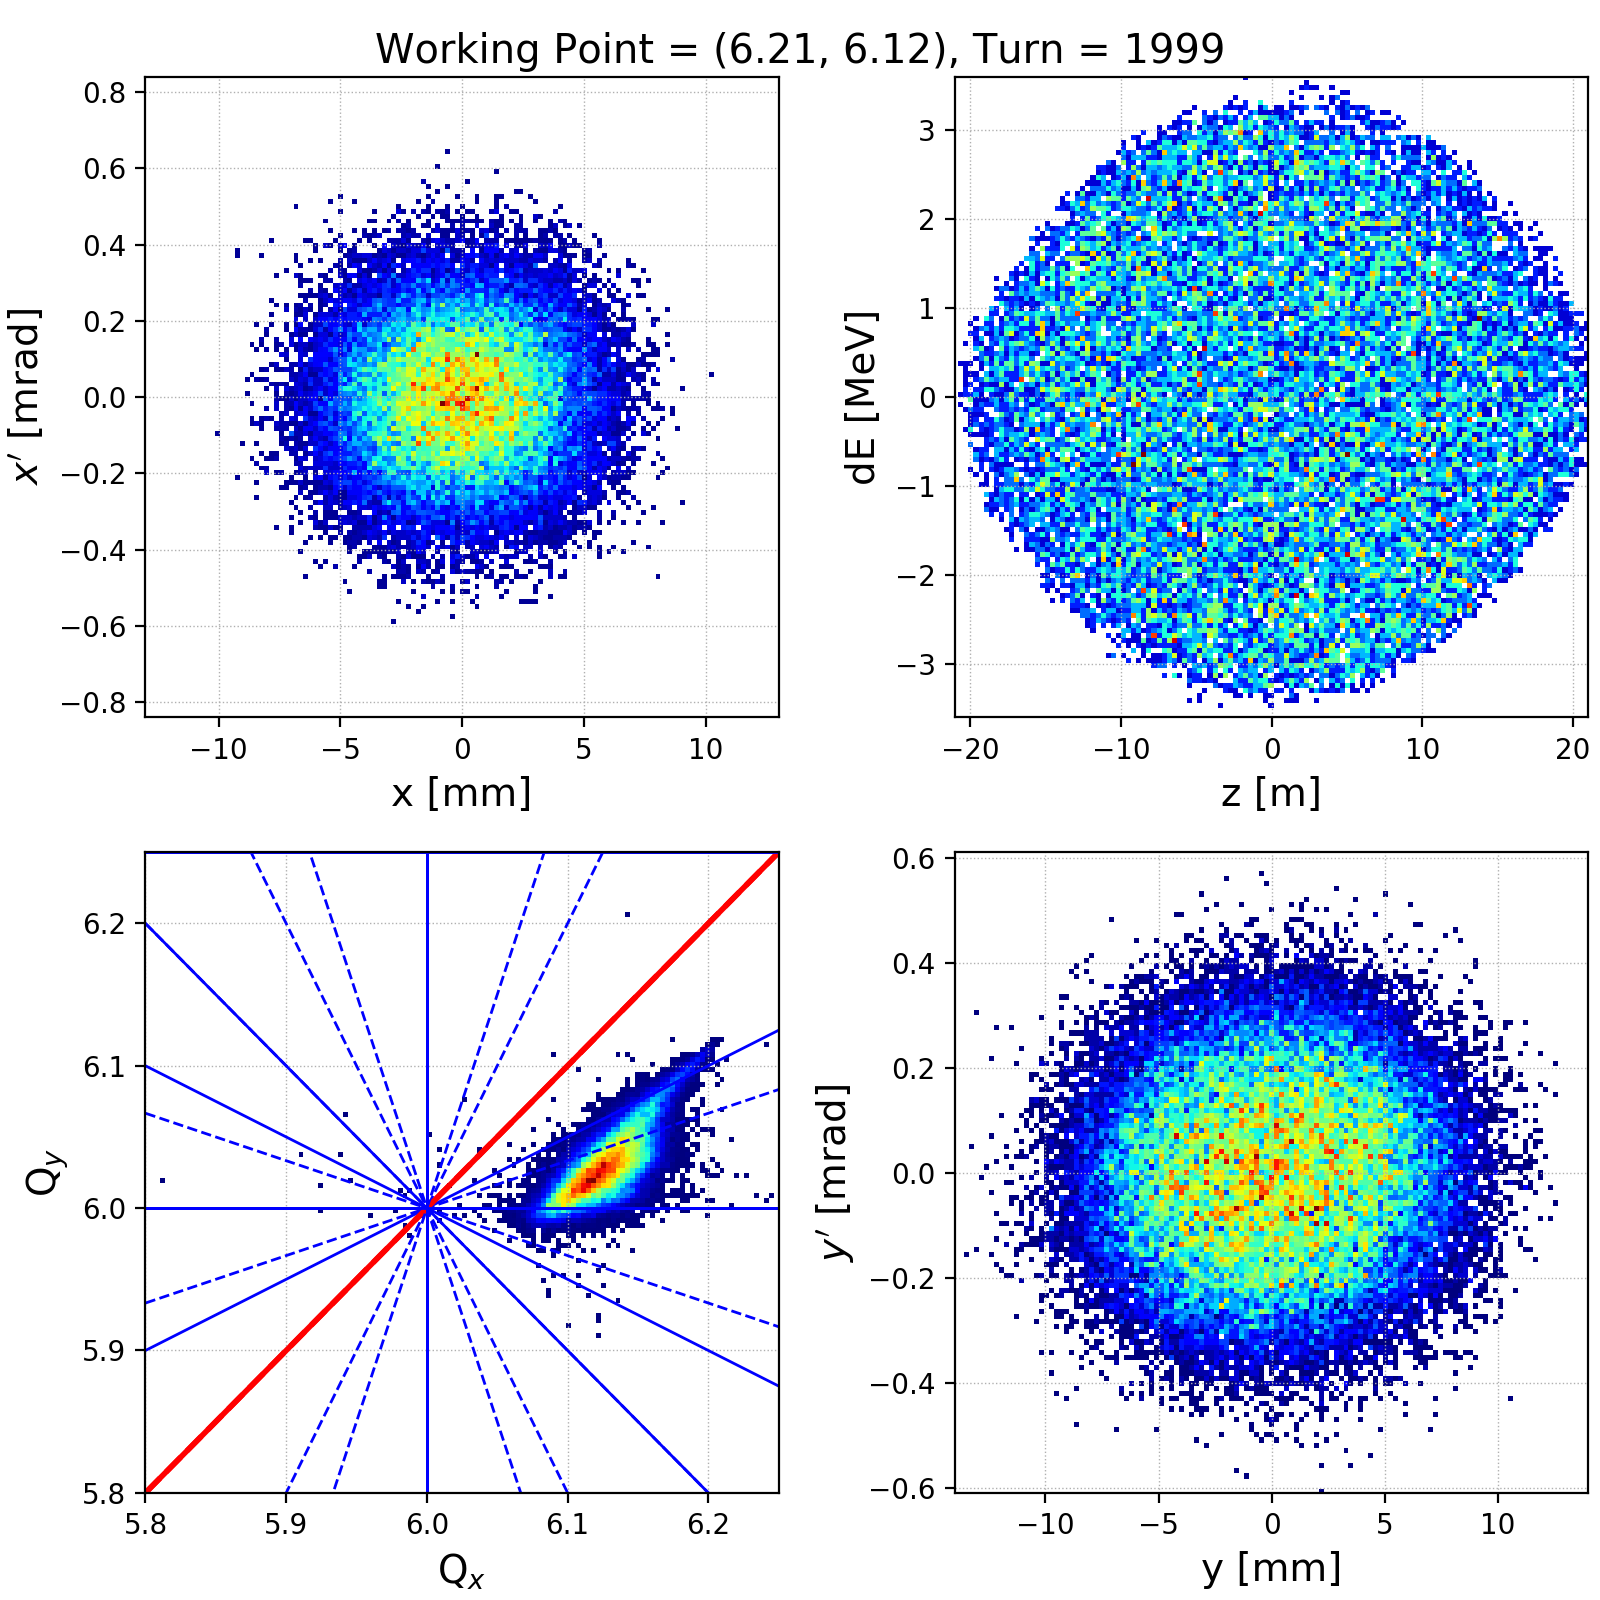 Working Point = (6.21, 6.12), Turn = 1999
0.8
0.6
0.4
0.2
0.0
−0.2
−0.4
−0.6
−0.8
x′ [mrad]
−10 −5 0 5 10
x [mm]
3
2
1
0
−1
−2
−3
dE [MeV]
−20 −10 0 10 20
z [m]
6.2
6.1
6.0
5.9
5.8
Qy
5.8 5.9 6.0 6.1 6.2
Qx
0.6
0.4
0.2
0.0
−0.2
−0.4
−0.6
y′ [mrad]
−10 −5 0 5 10
y [mm]